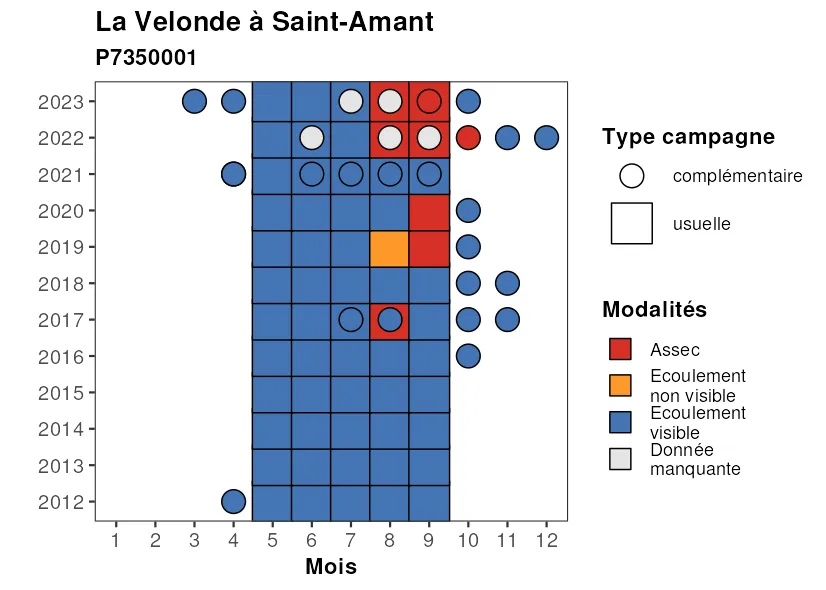 La Velonde à Saint-Amant
P7350001
2023
2022
2021
2020
2019
2018
2017
2016
2015
2014
2013
2012
1 2 3 4 5 6 7 8 9 10 11 12
Mois
Type campagne
complémentaire
usuelle
Modalités
Assec
Ecoulement
non visible
Ecoulement
visible
Donnée
manquante